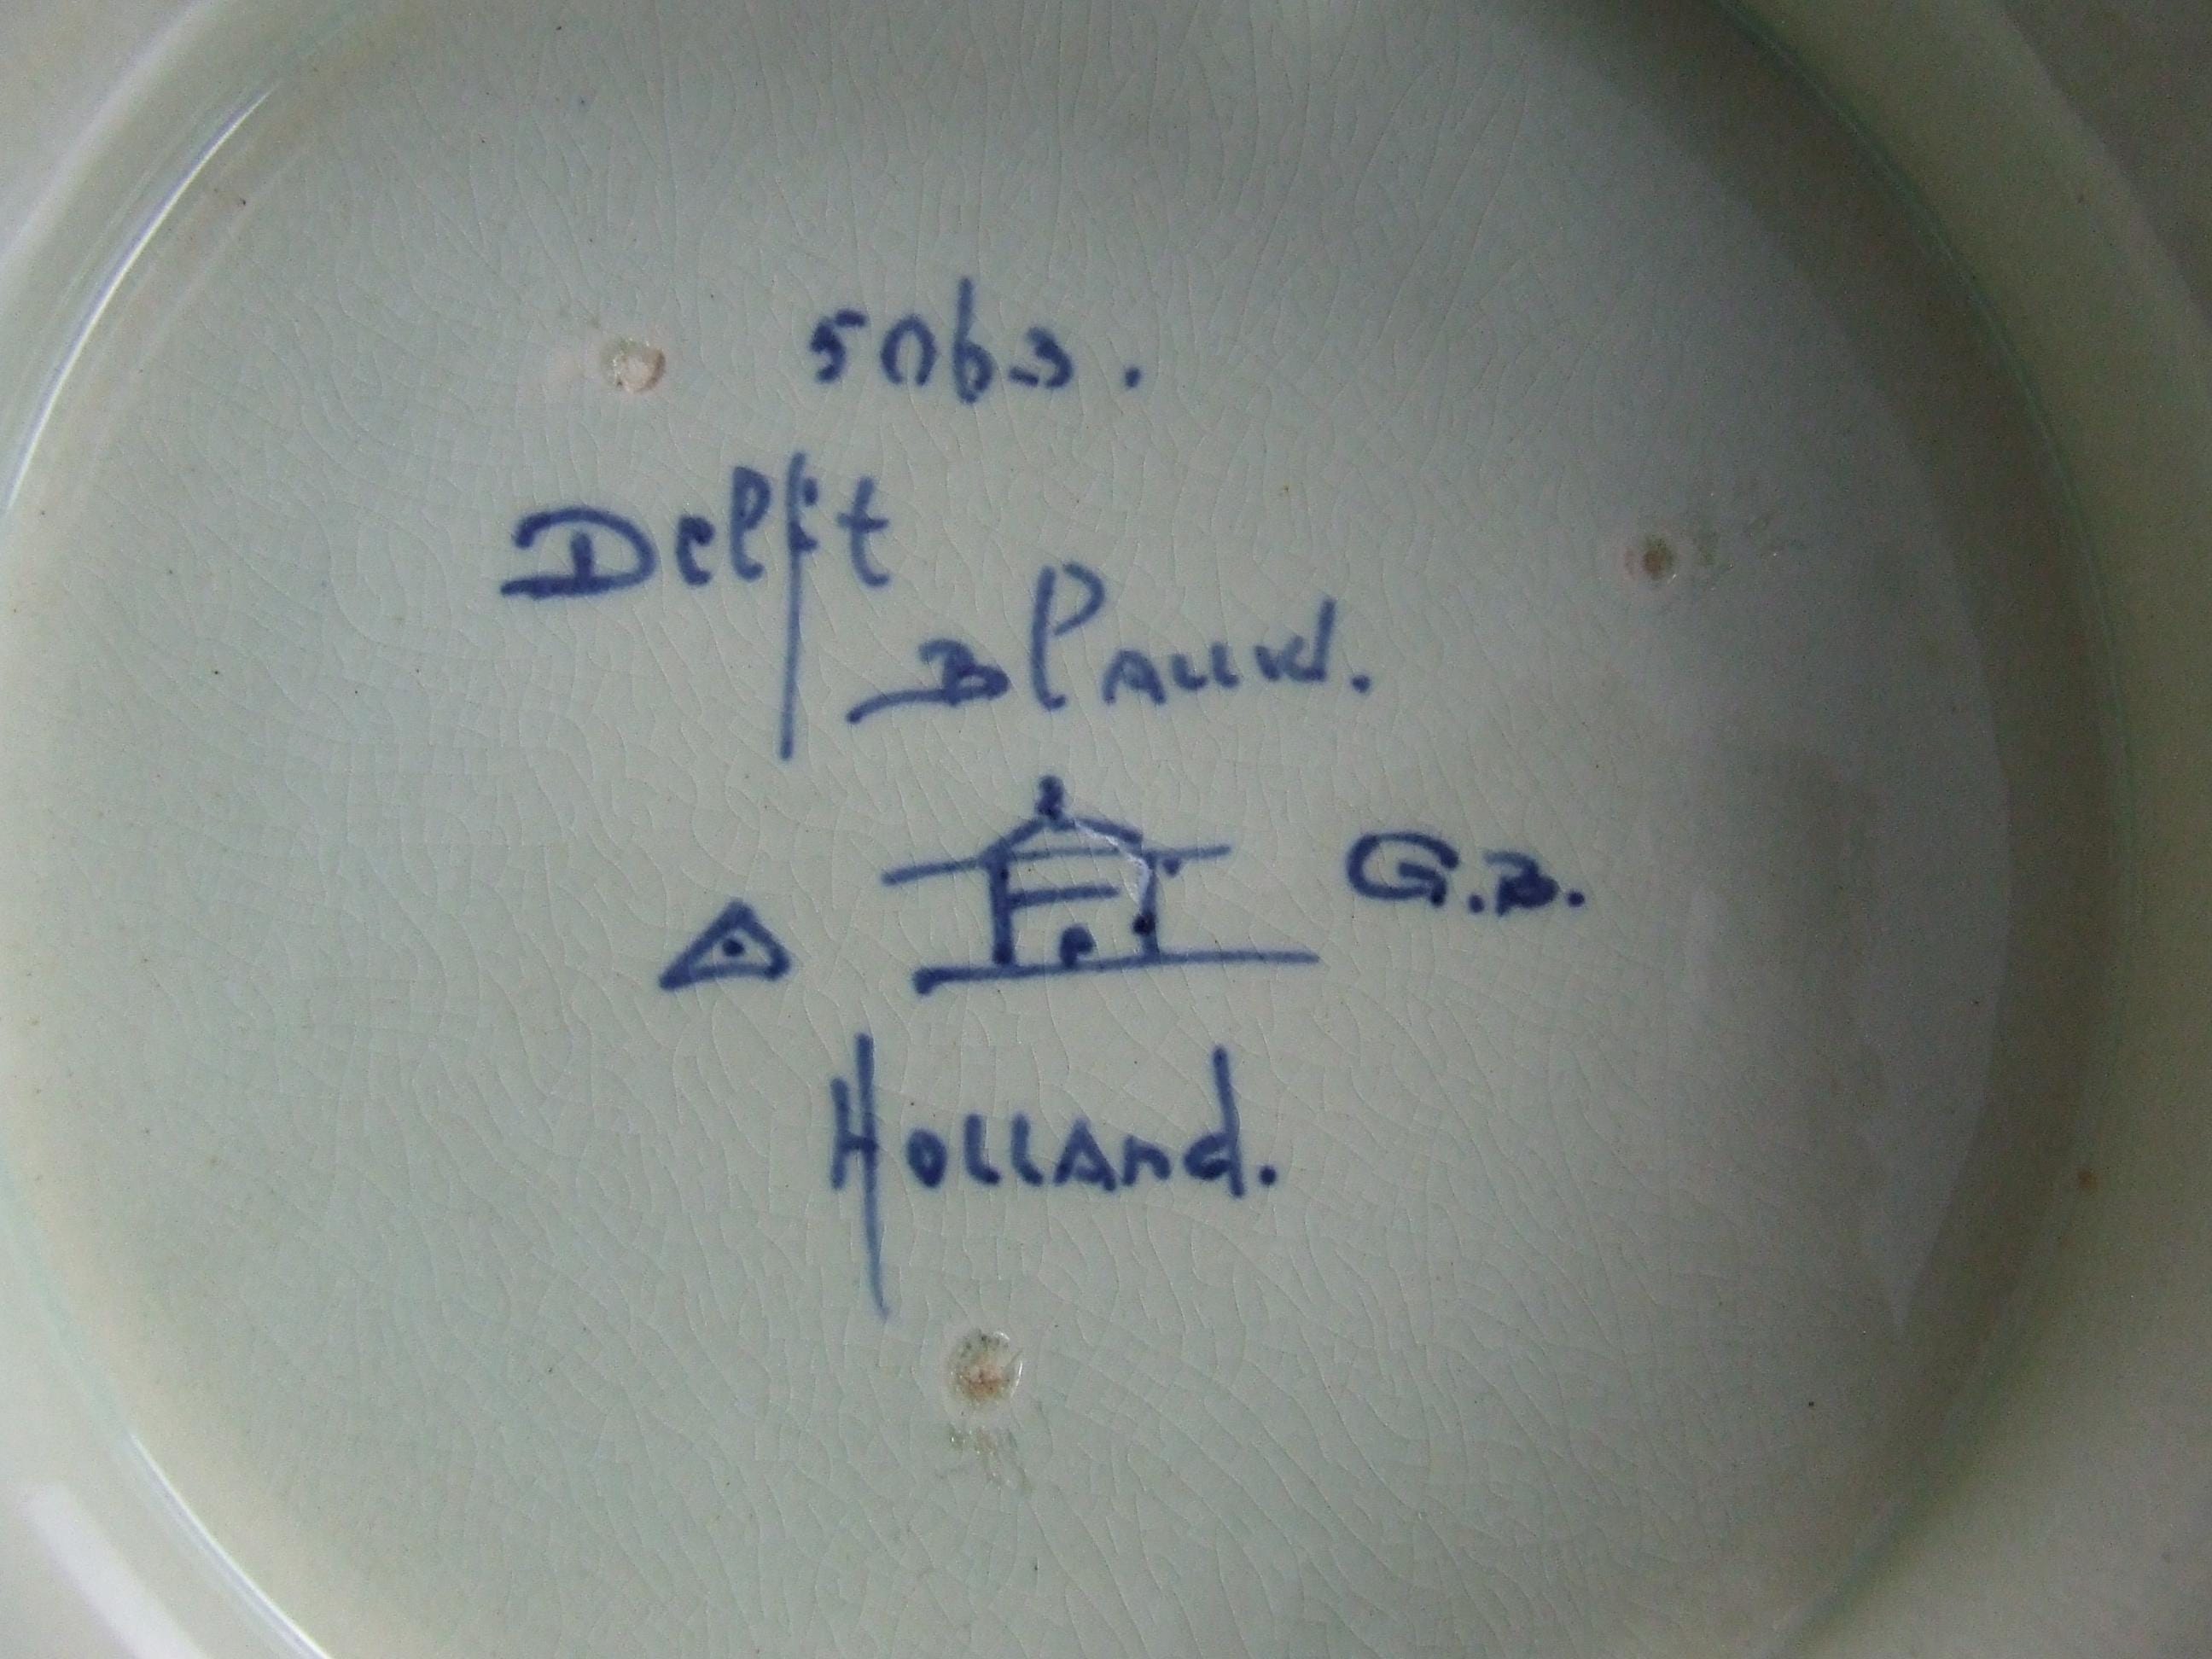 5063.
Delft
Blauw.
G.B.
Holland.